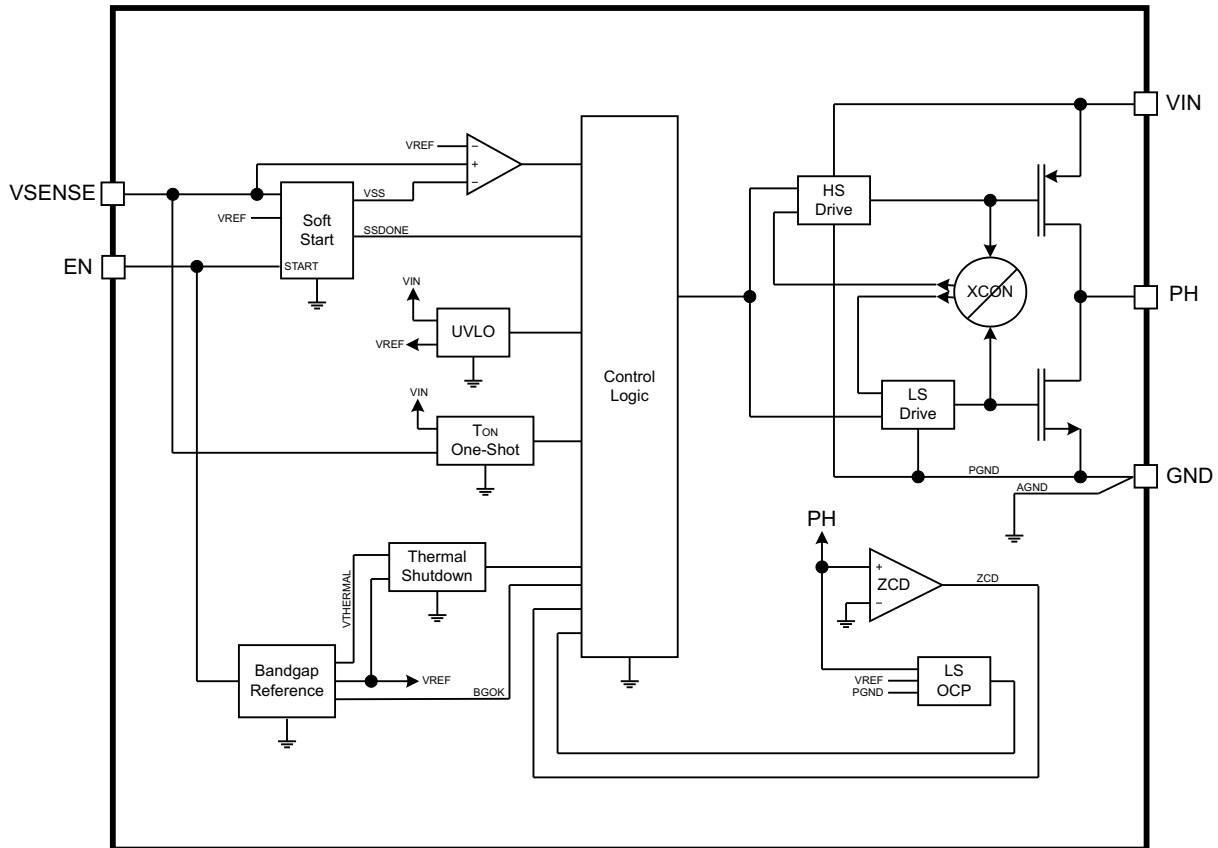 VIN
VREF
VSENSE
VSS
HS
Drive
VREF
Soft
Start
SSDONE
EN
START
VIN
XCON
PH
UVLO
VREF
Control
Logic
VIN
LS
Drive
TON
One-Shot
PGND
GND
AGND
PH
Thermal
Shutdown
VTHERMAL
ZCD
ZCD
Bandgap
Reference
VREF
BGOK
LS
OCP
VREF
PGND